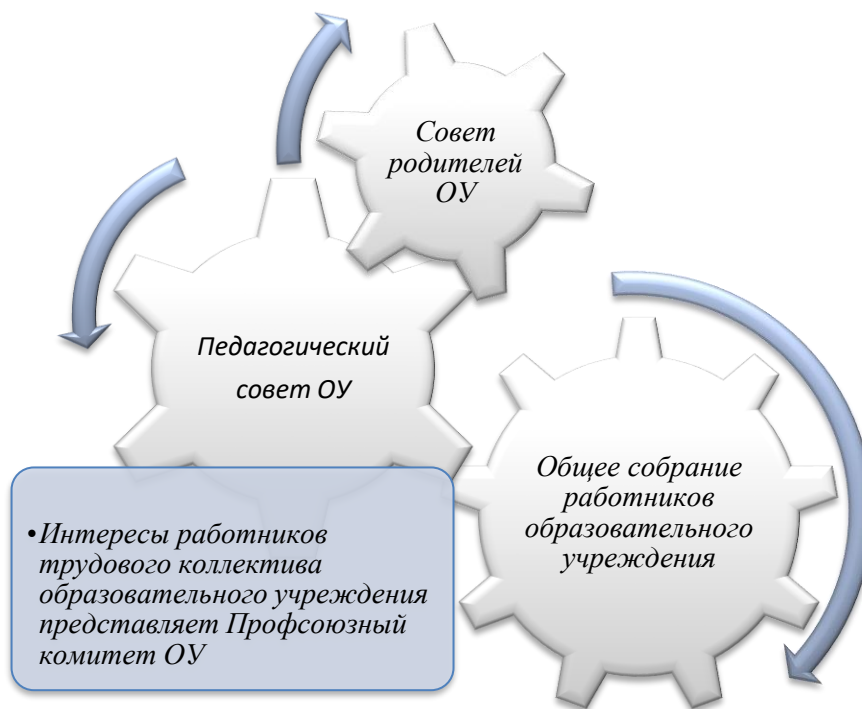 Совет
родителей
ОУ
Педагогический
совет ОУ
Общее собрание
работников
образовательного
учреждения
•Интересы работников
трудового коллектива
образовательного учреждения
представляет Профсоюзный
комитет ОУ